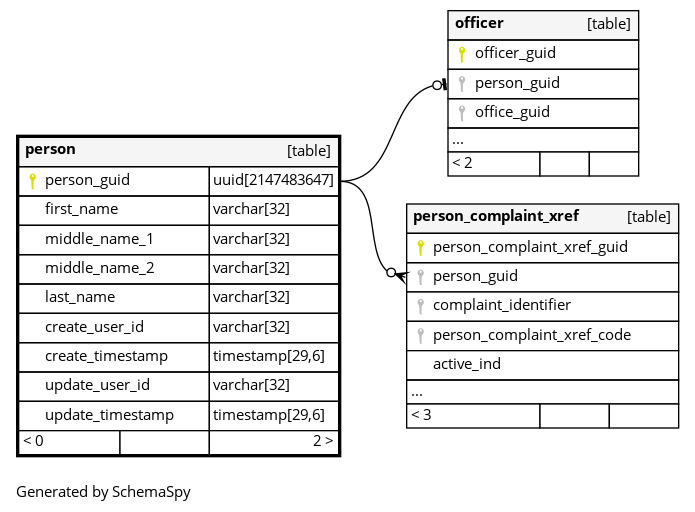 officer [table]
officer_guid
person_guid
office_guid
...
< 2
person [table]
person_guid uuid[2147483647]
first_name varchar[32]
middle_name_1 varchar[32]
middle_name_2 varchar[32]
last_name varchar[32]
create_user_id varchar[32]
create_timestamp timestamp[29,6]
update_user_id varchar[32]
update_timestamp timestamp[29,6]
< 0 2 >
person_complaint_xref [table]
person_complaint_xref_guid
person_guid
complaint_identifier
person_complaint_xref_code
active_ind
...
< 3
Generated by SchemaSpy